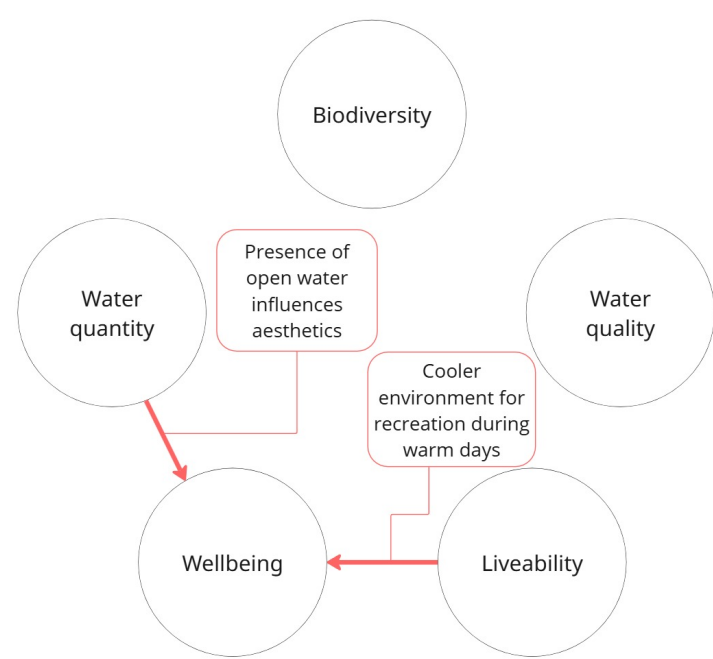 Biodiversity
Water
quantity
Presence of
open water
influences
aesthetics
Water
quality
Cooler
environment for
recreation during
warm days
Wellbeing
Liveability